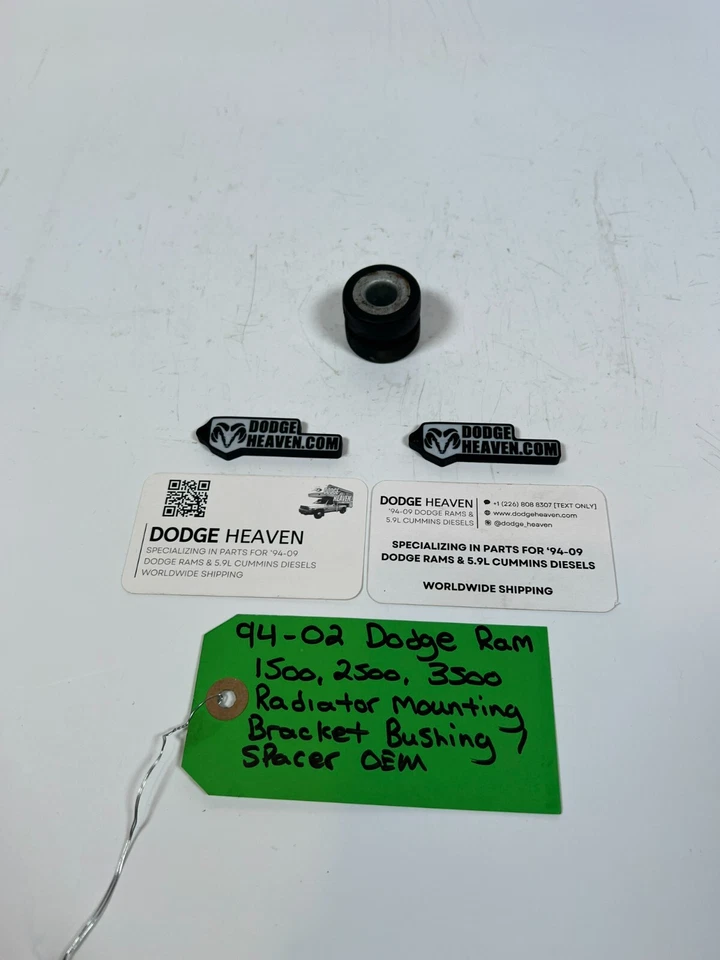 DODGE
HEAVEN.COM
DODGE
HEAVEN.COM
DODGE HEAVEN
SPECIALIZING IN PARTS FOR '94-09
DODGE RAMS & 5.9L CUMMINS DIESELS
WORLDWIDE SHIPPING
DODGE HEAVEN
'94-09 DODGE RAMS &
5.9L CUMMINS DIESELS
+1 (226) 808 8307 [TEXT ONLY]
www.dodgeheaven.com
@dodge_heaven
SPECIALIZING IN PARTS FOR '94-09
DODGE RAMS & 5.9L CUMMINS DIESELS
WORLDWIDE SHIPPING
94-02 Dodge Ram
1500, 2500, 3500
Radiator Mounting
Bracket Bushing /
Spacer OEM